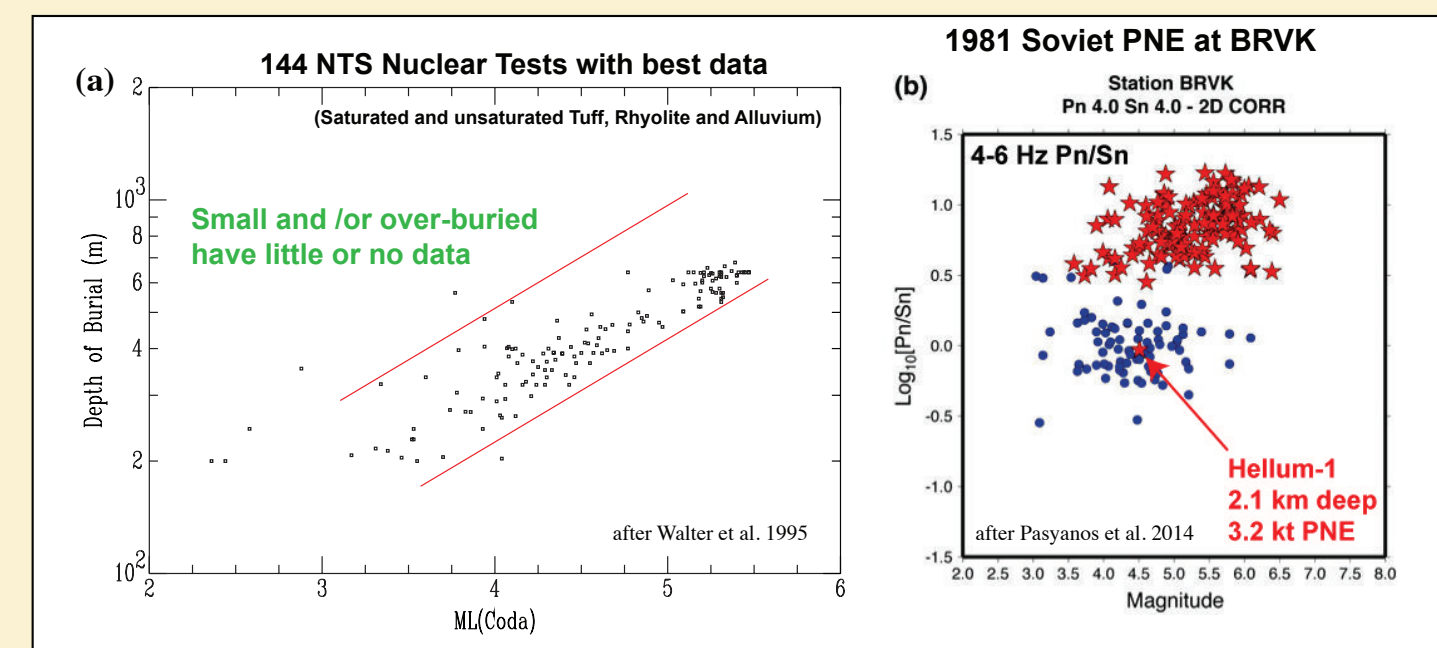 144 NTS Nuclear Tests with best data
(a)
(Saturated and unsaturated Tuff, Rhyolite and Alluvium)
Small and /or over-buried
have little or no data
Depth of Burial (m)
2
10³
8
6
4
2
10²
2 3 4 5 6
ML(Coda)
after Walter et al. 1995
1981 Soviet PNE at BRVK
(b)
Station BRVK
Pn 4.0 Sn 4.0 - 2D CORR
4-6 Hz Pn/Sn
Log₁₀[Pn/Sn]
1.5
1.0
0.5
0.0
-0.5
-1.0
-1.5
Hellum-1
2.1 km deep
3.2 kt PNE
after Pasyanos et al. 2014
2.0 2.5 3.0 3.5 4.0 4.5 5.0 5.5 6.0 6.5 7.0 7.5 8.0
Magnitude